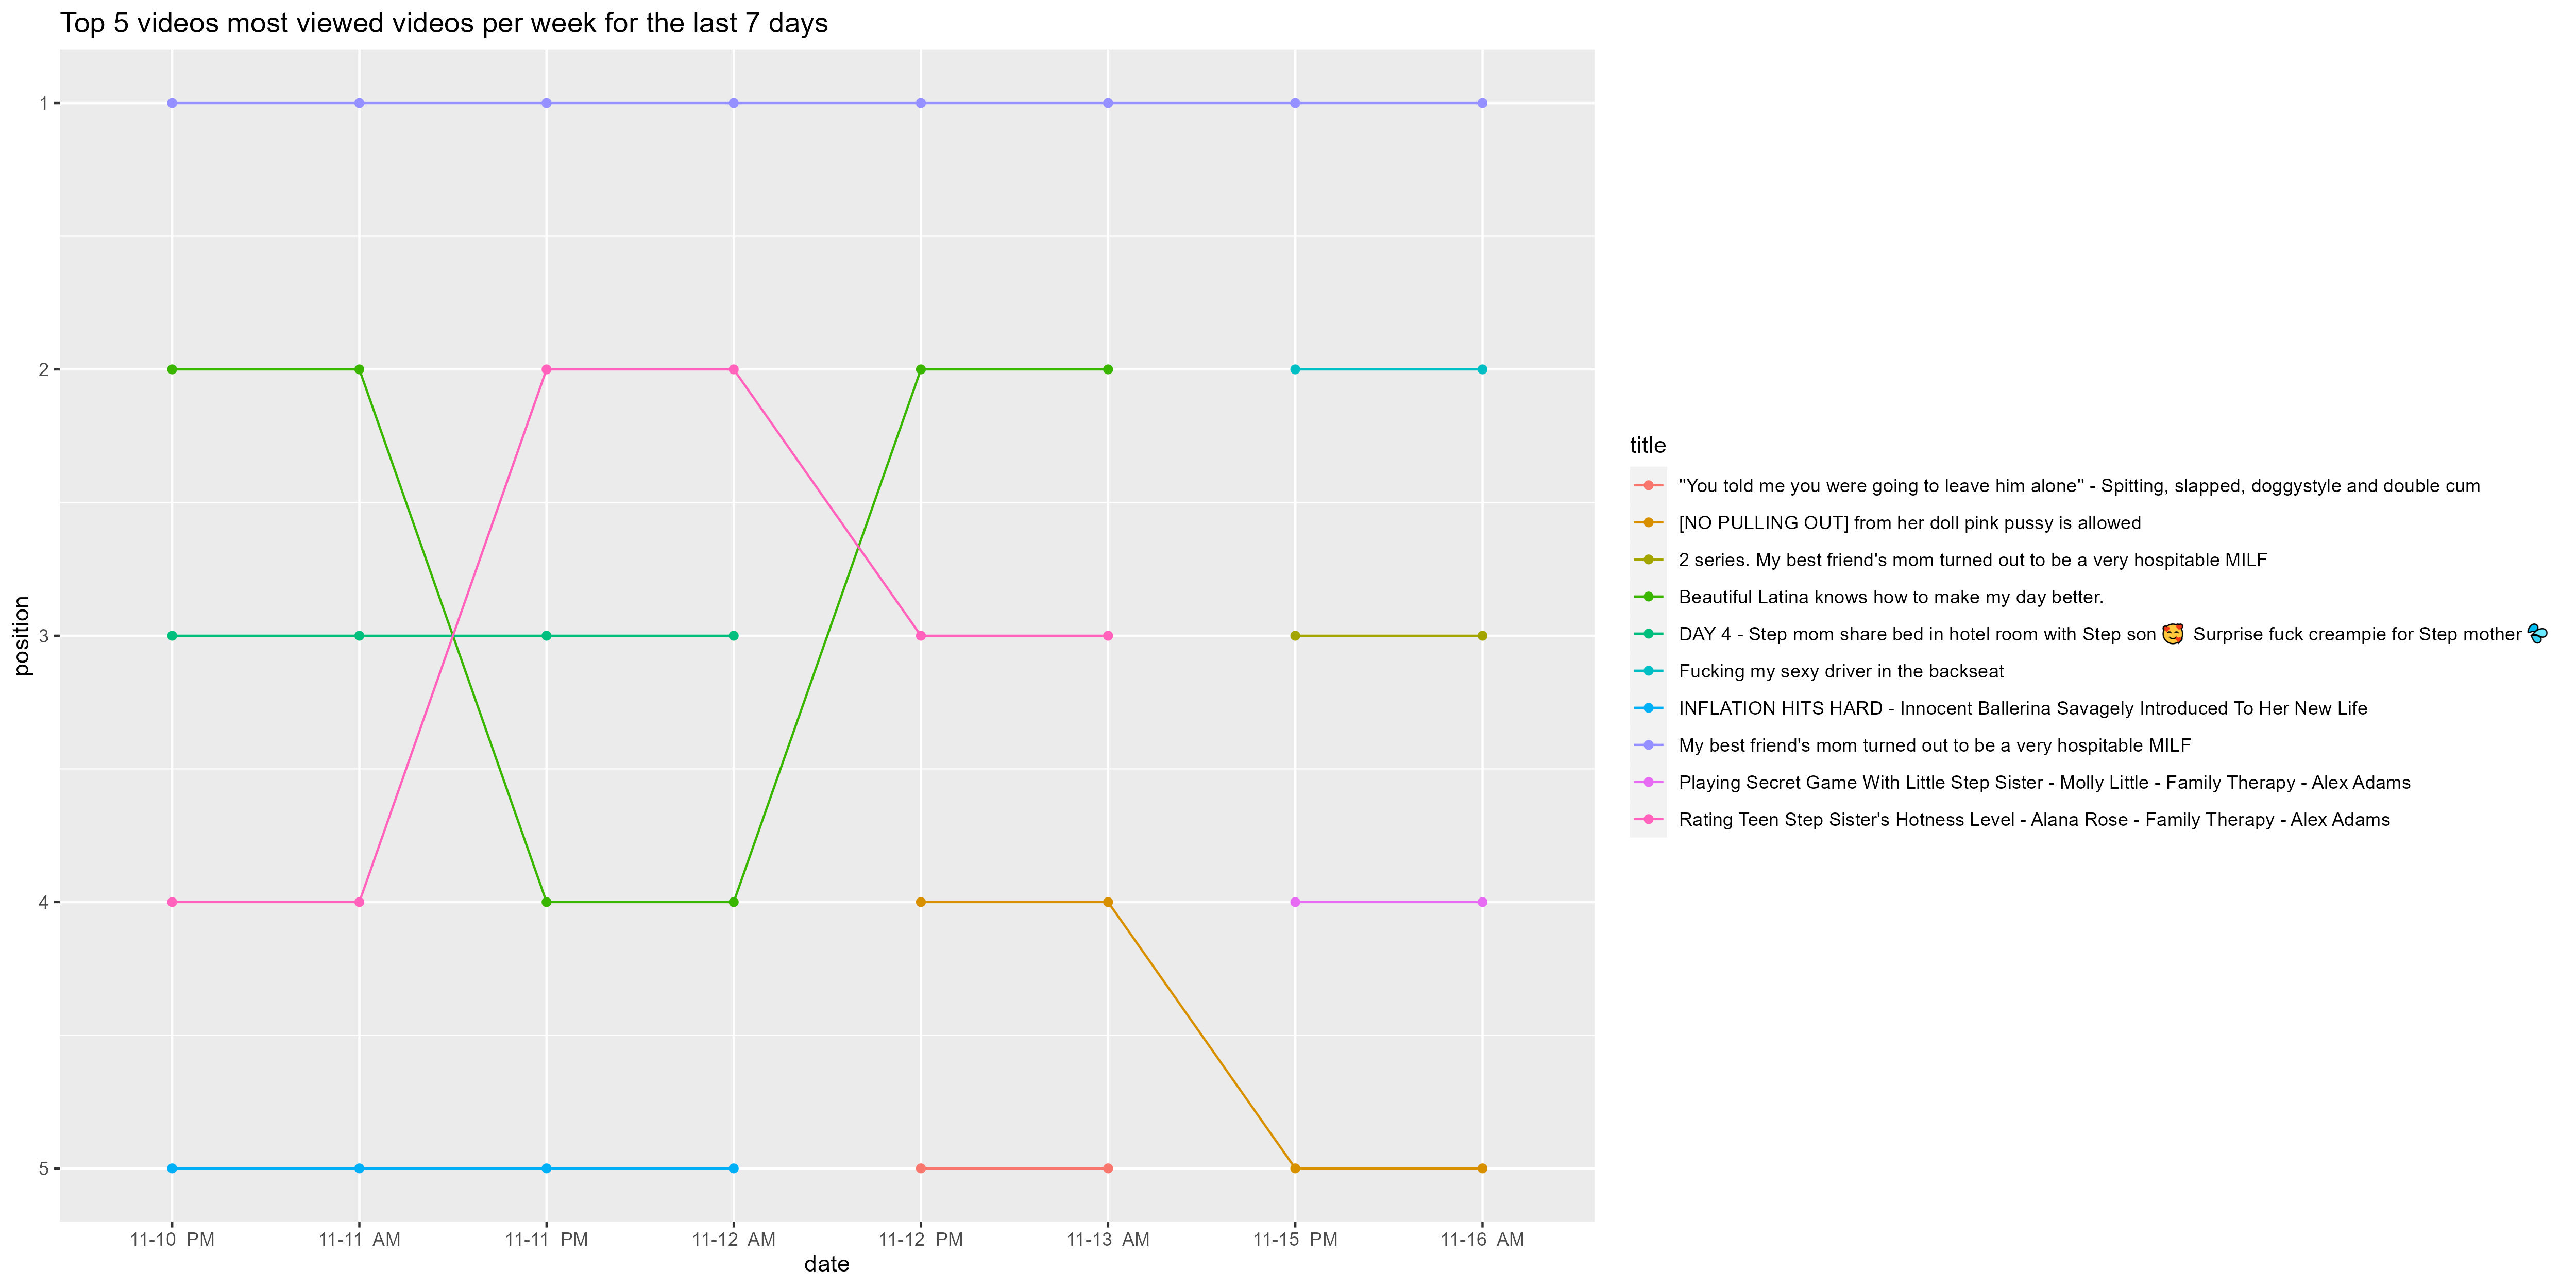 Top 5 videos most viewed videos per week for the last 7 days
1
2
3
4
5
position
11-10 PM
11-11 AM
11-11 PM
11-12 AM
11-12 PM
11-13 AM
11-15 PM
11-16 AM
date
title
"You told me you were going to leave him alone" - Spitting, slapped, doggystyle and double cum
[NO PULLING OUT] from her doll pink pussy is allowed
2 series. My best friend's mom turned out to be a very hospitable MILF
Beautiful Latina knows how to make my day better.
DAY 4 - Step mom share bed in hotel room with Step son 🥰 Surprise fuck creampie for Step mother 💦
Fucking my sexy driver in the backseat
INFLATION HITS HARD - Innocent Ballerina Savagely Introduced To Her New Life
My best friend's mom turned out to be a very hospitable MILF
Playing Secret Game With Little Step Sister - Molly Little - Family Therapy - Alex Adams
Rating Teen Step Sister's Hotness Level - Alana Rose - Family Therapy - Alex Adams